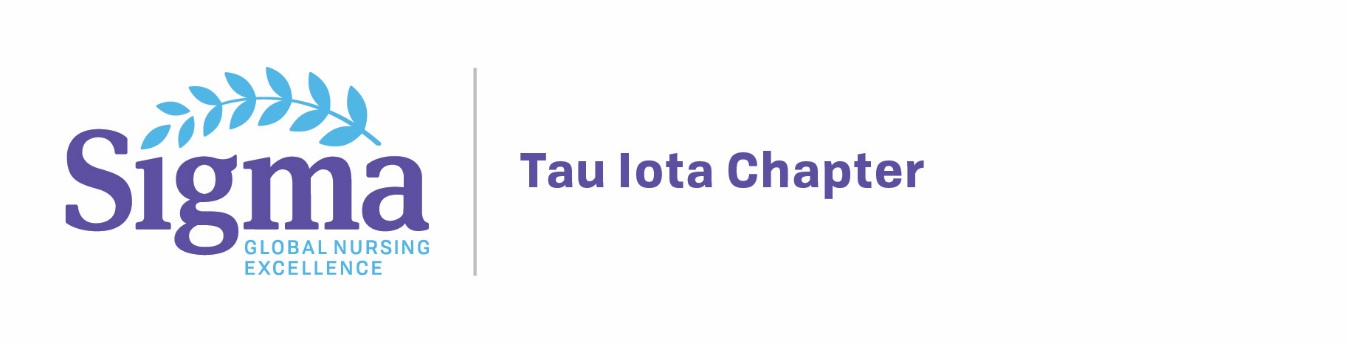 Sigma
GLOBAL NURSING
EXCELLENCE
Tau Iota Chapter